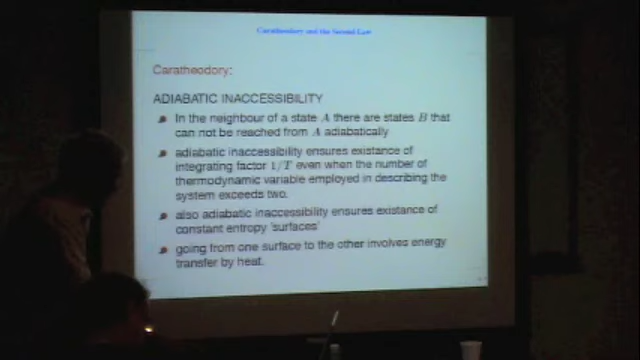 Caratheodory and the Second Law
Caratheodory:
ADIABATIC INACCESSIBILITY
In the neighbour of a state A there are states B that
can not be reached from A adiabatically
adiabatic inaccessibility ensures existance of
integrating factor 1/T even when the number of
thermodynamic variable employed in describing the
system exceeds two.
also adiabatic inaccessibility ensures existance of
constant entropy 'surfaces'
going from one surface to the other involves energy
transfer by heat.